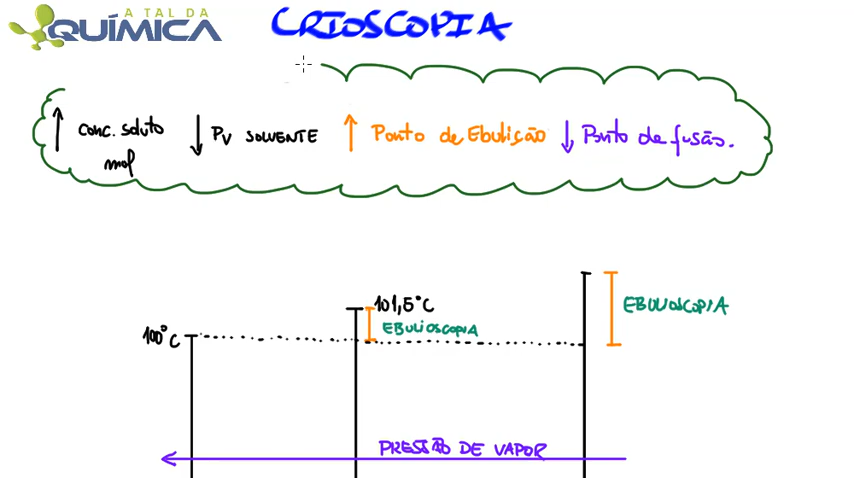 A TAL DA
QUÍMICA
CRIOSCOPIA
↑ conc. soluto ↓ PV SOLVENTE ↑ Ponto de Ebulição ↓ Ponto de fusão.
mol
101,5°C
EBULIOSCOPIA
EBULIOSCOPIA
100°C
PRESSÃO DE VAPOR